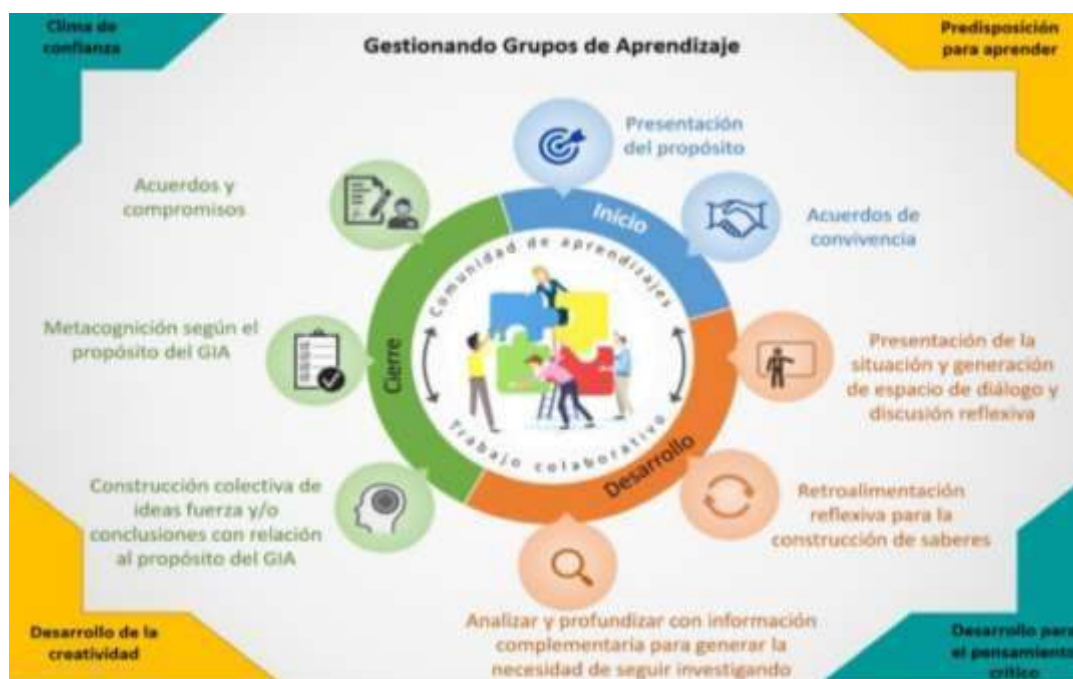 Clima de
confianza
Gestionando Grupos de Aprendizaje
Predisposición
para aprender
Presentación
del propósito
Acuerdos de
convivencia
Presentación de la
situación y generación
de espacio de diálogo y
discusión reflexiva
Retroalimentación
reflexiva para la
construcción de saberes
Analizar y profundizar con información
complementaria para generar la
necesidad de seguir investigando
Construcción colectiva de
ideas fuerza y/o
conclusiones con relación
al propósito del GIA
Metacognición según el
propósito del GIA
Acuerdos y
compromisos
Inicio
Desarrollo
Cierre
Comunidad de aprendizajes
Trabajo colaborativo
Desarrollo de la
creatividad
Desarrollo para
el pensamiento
crítico